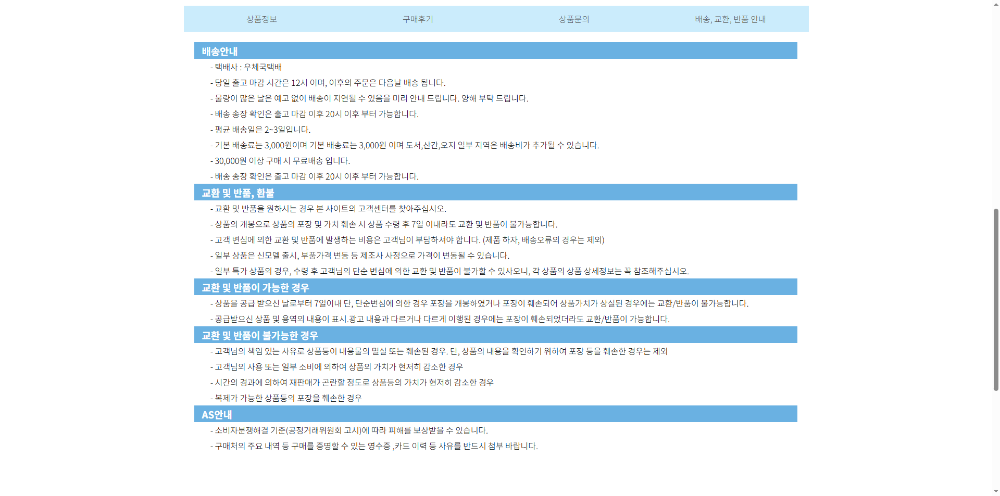 상품정보
구매후기
상품문의
배송, 교환, 반품 안내
배송안내
- 택배사 : 우체국택배
- 당일 출고 마감 시간은 12시 이며, 이후의 주문은 다음날 배송 됩니다.
- 물량이 많은 날은 예고 없이 배송이 지연될 수 있음을 미리 안내 드립니다. 양해 부탁 드립니다.
- 배송 송장 확인은 출고 마감 이후 20시 이후 부터 가능합니다.
- 평균 배송일은 2~3일입니다.
- 기본 배송료는 3,000원이며 기본 배송료는 3,000원 이며 도서,산간,오지 일부 지역은 배송비가 추가될 수 있습니다.
- 30,000원 이상 구매 시 무료배송 입니다.
- 배송 송장 확인은 출고 마감 이후 20시 이후 부터 가능합니다.
교환 및 반품, 환불
- 교환 및 반품을 원하시는 경우 본 사이트의 고객센터를 찾아주십시오.
- 상품의 개봉으로 상품의 포장 및 가치 훼손 시 상품 수령 후 7일 이내라도 교환 및 반품이 불가능합니다.
- 고객 변심에 의한 교환 및 반품에 발생하는 비용은 고객님이 부담하셔야 합니다. (제품 하자, 배송오류의 경우는 제외)
- 일부 상품은 신모델 출시, 부품가격 변동 등 제조사 사정으로 가격이 변동될 수 있습니다.
- 일부 특가 상품의 경우, 수령 후 고객님의 단순 변심에 의한 교환 및 반품이 불가할 수 있사오니, 각 상품의 상품 상세정보는 꼭 참조해주십시오.
교환 및 반품이 가능한 경우
- 상품을 공급 받으신 날로부터 7일이내 단, 단순변심에 의한 경우 포장을 개봉하였거나 포장이 훼손되어 상품가치가 상실된 경우에는 교환/반품이 불가능합니다.
- 공급받으신 상품 및 용역의 내용이 표시.광고 내용과 다르거나 다르게 이행된 경우에는 포장이 훼손되었더라도 교환/반품이 가능합니다.
교환 및 반품이 불가능한 경우
- 고객님의 책임 있는 사유로 상품등이 내용물의 멸실 또는 훼손된 경우. 단, 상품의 내용을 확인하기 위하여 포장 등을 훼손한 경우는 제외
- 고객님의 사용 또는 일부 소비에 의하여 상품의 가치가 현저히 감소한 경우
- 시간의 경과에 의하여 재판매가 곤란할 정도로 상품등의 가치가 현저히 감소한 경우
- 복제가 가능한 상품등의 포장을 훼손한 경우
AS안내
- 소비자분쟁해결 기준(공정거래위원회 고시)에 따라 피해를 보상받을 수 있습니다.
- 구매처의 주요 내역 등 구매를 증명할 수 있는 영수증 ,카드 이력 등 사유를 반드시 첨부 바랍니다.